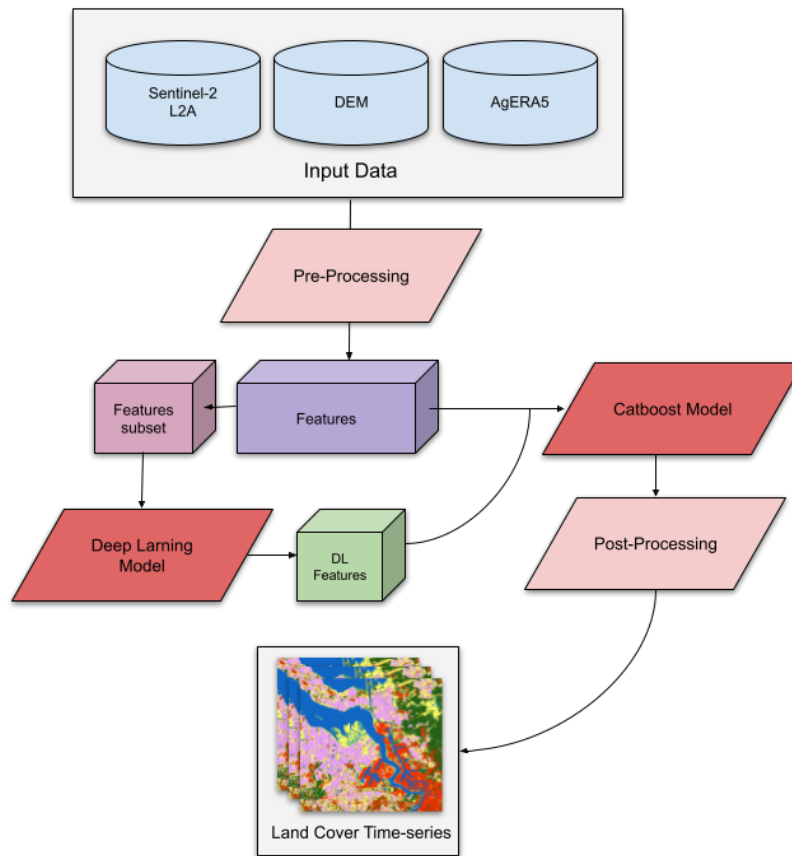 Sentinel-2
L2A
DEM
AgERA5
Input Data
Pre-Processing
Features
subset
Features
Catboost Model
Deep Larning
Model
DL
Features
Post-Processing
Land Cover Time-series